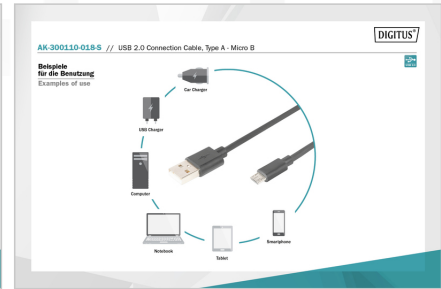 DIGITUS®
AK-300110-018-S // USB 2.0 Connection Cable, Type A - Micro B
Beispiele
für die Benutzung
Examples of use
Car Charger
USB Charger
Computer
Notebook
Tablet
Smartphone